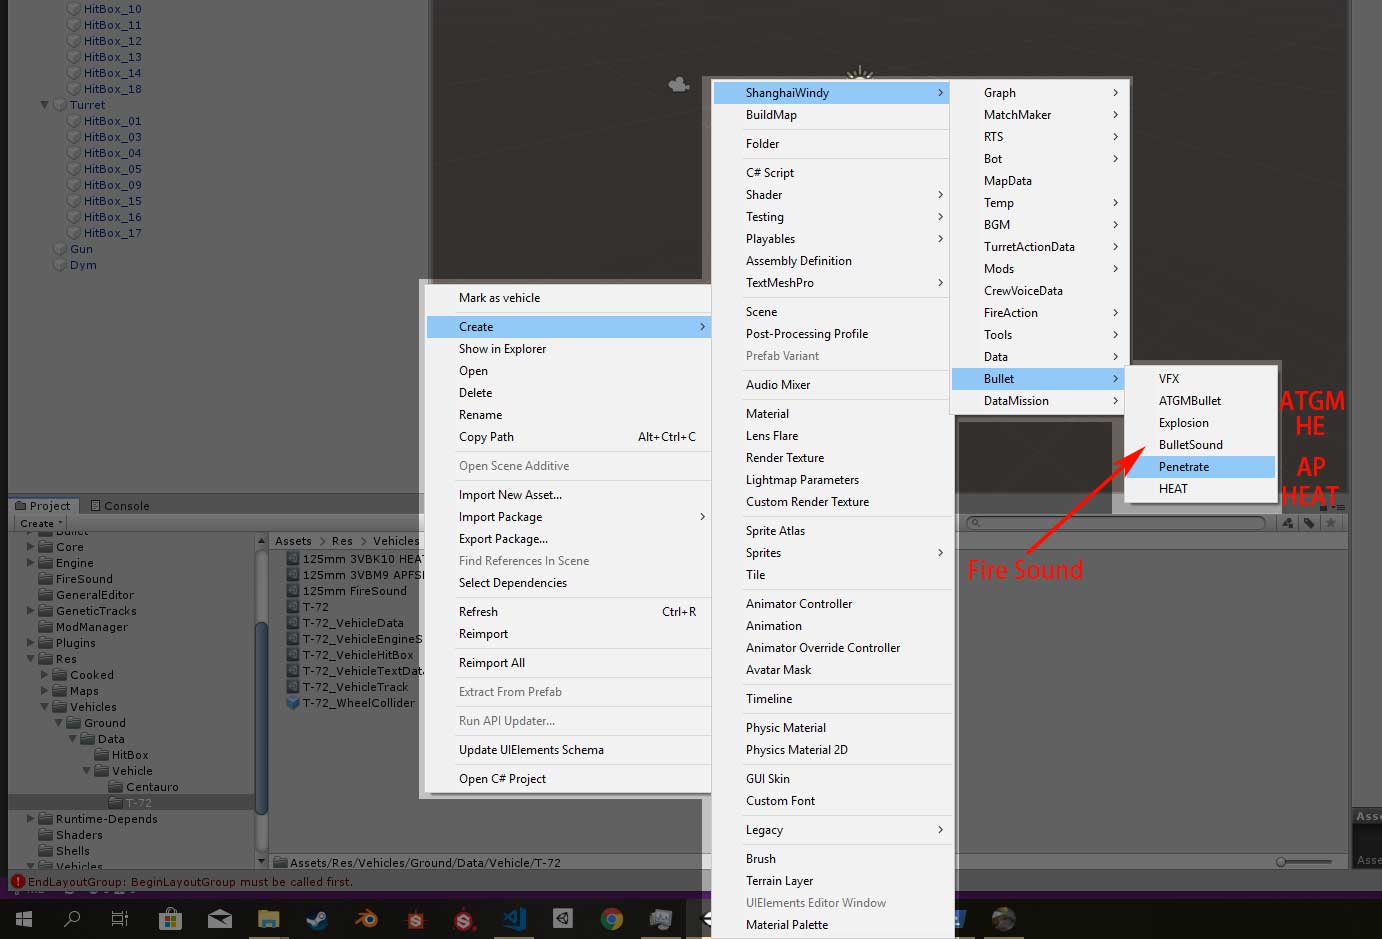 HitBox_10
HitBox_11
HitBox_12
HitBox_13
HitBox_14
HitBox_18
Turret
HitBox_01
HitBox_03
HitBox_04
HitBox_05
HitBox_09
HitBox_15
HitBox_16
HitBox_17
Gun
Dym
Mark as vehicle
Create
Show in Explorer
Open
Delete
Rename
Copy Path Alt+Ctrl+C
Open Scene Additive
Import New Asset...
Import Package
Export Package...
Find References In Scene
Select Dependencies
Refresh Ctrl+R
Reimport
Reimport All
Extract From Prefab
Run API Updater...
Update UIElements Schema
Open C# Project
ShanghaiWindy
BuildMap
Folder
C# Script
Shader
Testing
Playables
Assembly Definition
TextMeshPro
Scene
Post-Processing Profile
Prefab Variant
Audio Mixer
Material
Lens Flare
Render Texture
Lightmap Parameters
Custom Render Texture
Sprite Atlas
Sprites
Tile
Animator Controller
Animation
Animator Override Controller
Avatar Mask
Timeline
Physic Material
Physics Material 2D
GUI Skin
Custom Font
Legacy
Brush
Terrain Layer
UIElements Editor Window
Material Palette
Graph
MatchMaker
RTS
Bot
MapData
Temp
BGM
TurretActionData
Mods
CrewVoiceData
FireAction
Tools
Data
Bullet
DataMission
VFX
ATGMBullet
Explosion
BulletSound
Penetrate
HEAT
ATGM
HE
AP
HEAT
Fire Sound
Project
Console
Create
Bullet
Core
Engine
FireSound
GeneralEditor
GeneticTracks
ModManager
Plugins
Res
Cooked
Maps
Vehicles
Ground
Data
HitBox
Vehicle
Centauro
T-72
Runtime-Depends
Shaders
Shells
Vehicles
Assets > Res > Vehicles
125mm 3VBK10 HEA
125mm 3VBM9 APFS
125mm FireSound
T-72
T-72_VehicleData
T-72_VehicleEngineS
T-72_VehicleHitBox
T-72_VehicleTextData
T-72_VehicleTrack
T-72_WheelCollider
Assets/Res/Vehicles/Ground/Data/Vehicle/T-72
Asse
Asse
EndLayoutGroup: BeginLayoutGroup must be called first.